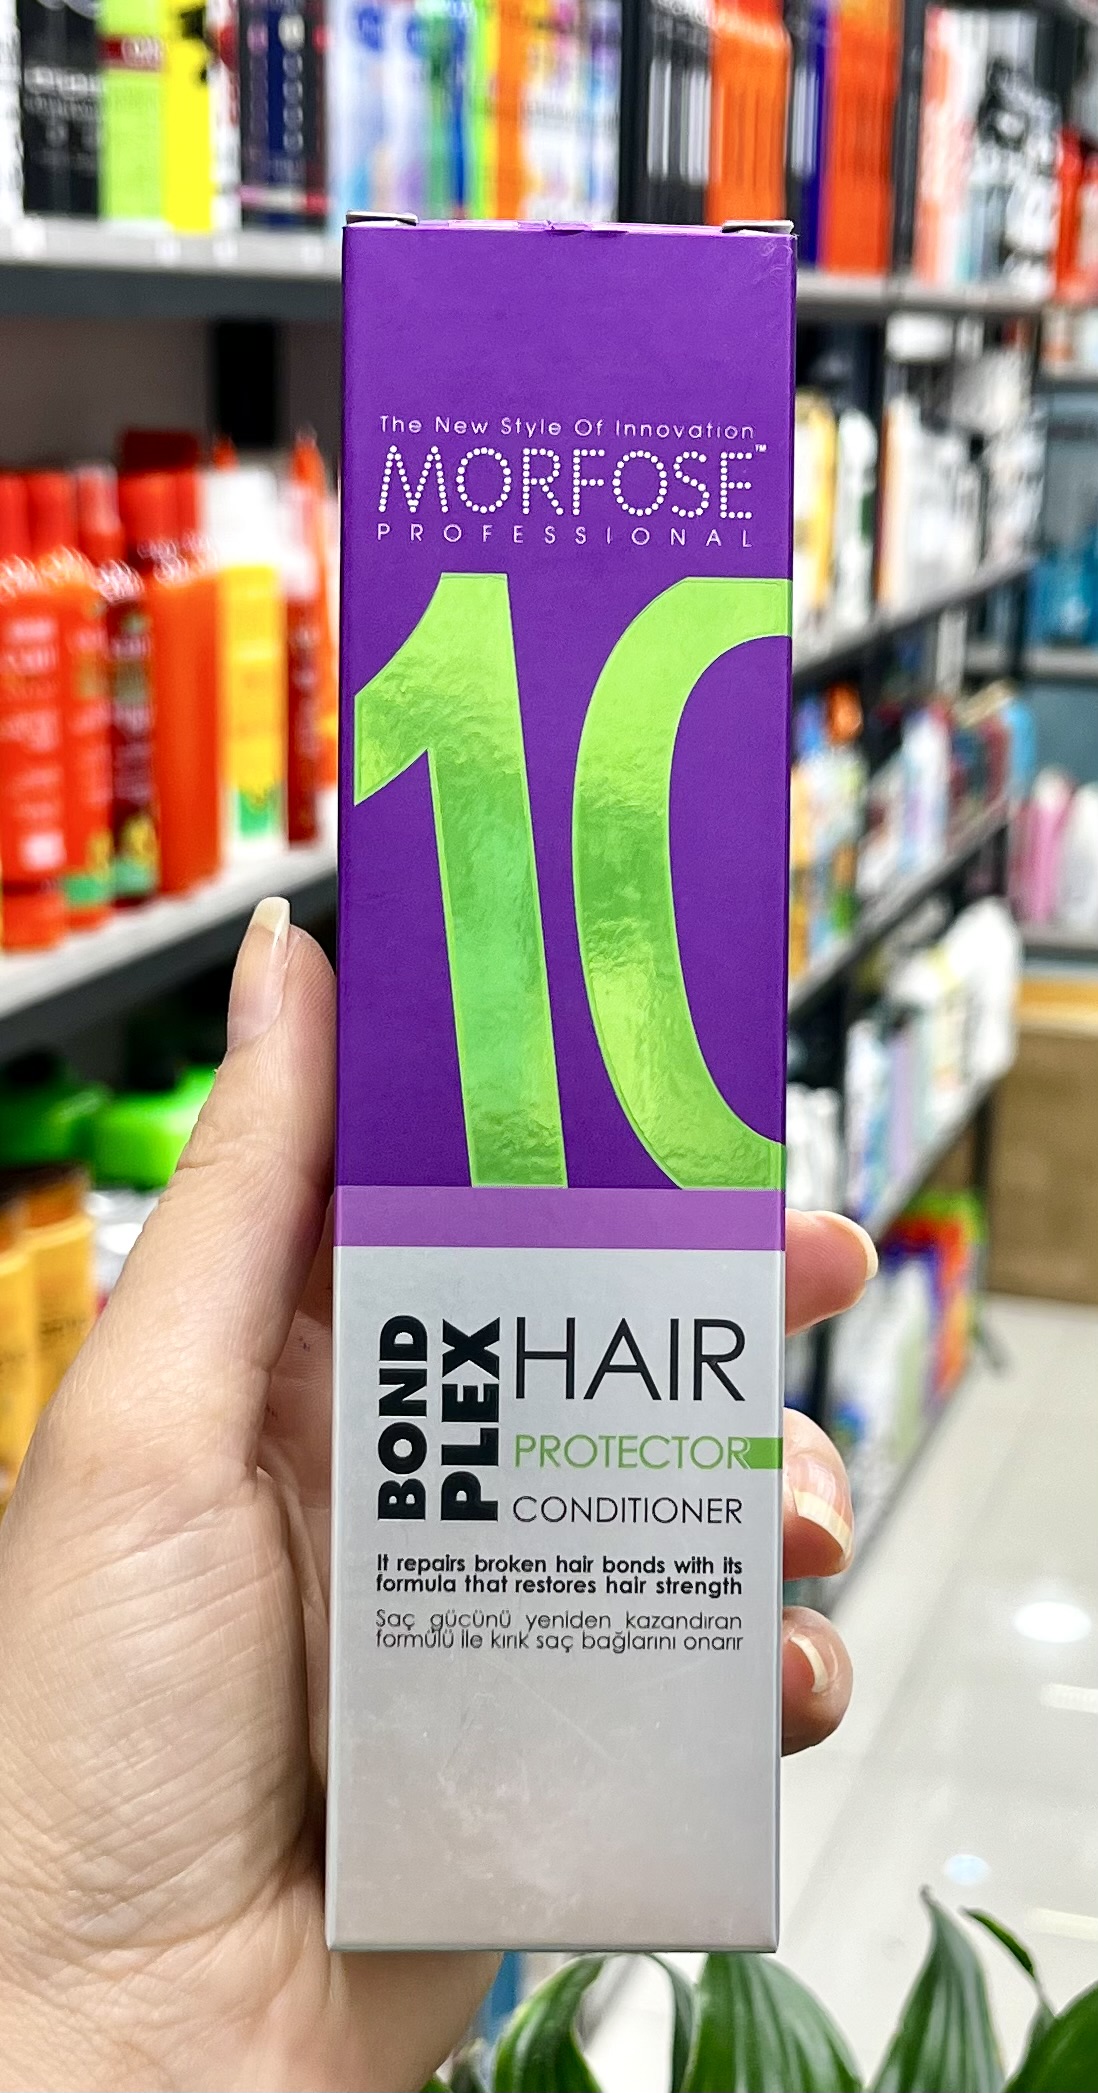 The New Style Of Innovation
MORFOSE™
PROFESSIONAL
10
BOND
PLEX
HAIR
PROTECTOR
CONDITIONER
It repairs broken hair bonds with its
formula that restores hair strength
Saç gücünü yeniden kazandıran
formülü ile kırık saç bağlarını onarır